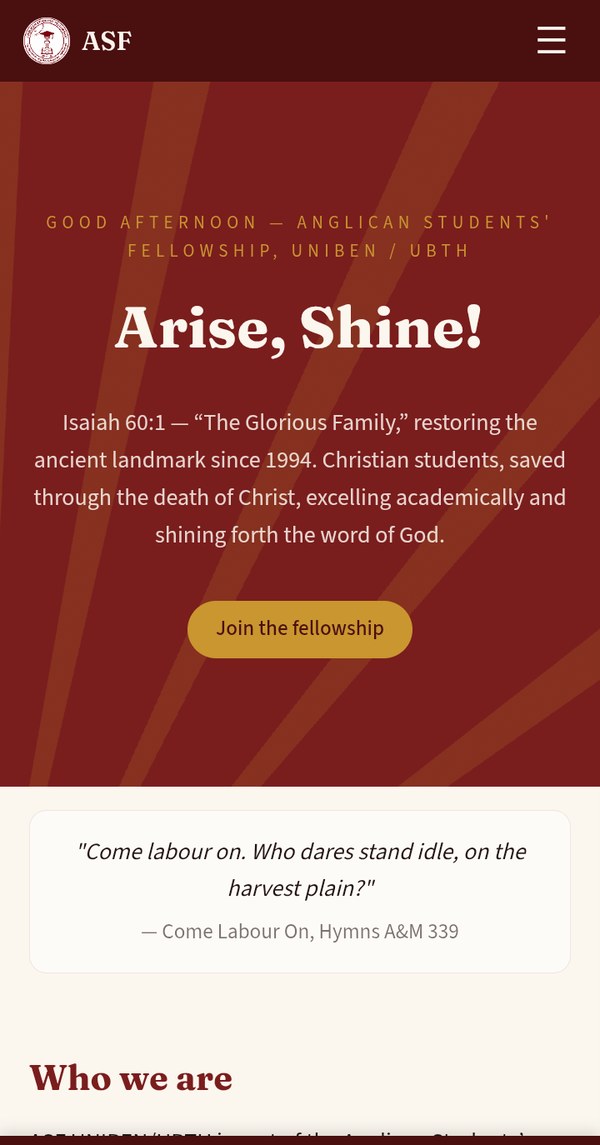 ASF
GOOD AFTERNOON — ANGLICAN STUDENTS'
FELLOWSHIP, UNIBEN / UBTH
Arise, Shine!
Isaiah 60:1 — “The Glorious Family,” restoring the
ancient landmark since 1994. Christian students, saved
through the death of Christ, excelling academically and
shining forth the word of God.
Join the fellowship
"Come labour on. Who dares stand idle, on the
harvest plain?"
— Come Labour On, Hymns A&M 339
Who we are